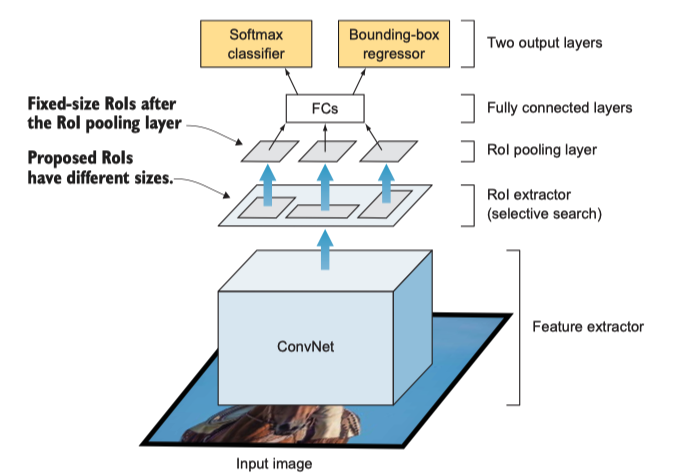 Softmax
classifier
Bounding-box
regressor
Two output layers
Fixed-size RoIs after
the RoI pooling layer
FCs
Fully connected layers
RoI pooling layer
Proposed RoIs
have different sizes.
RoI extractor
(selective search)
ConvNet
Feature extractor
Input image